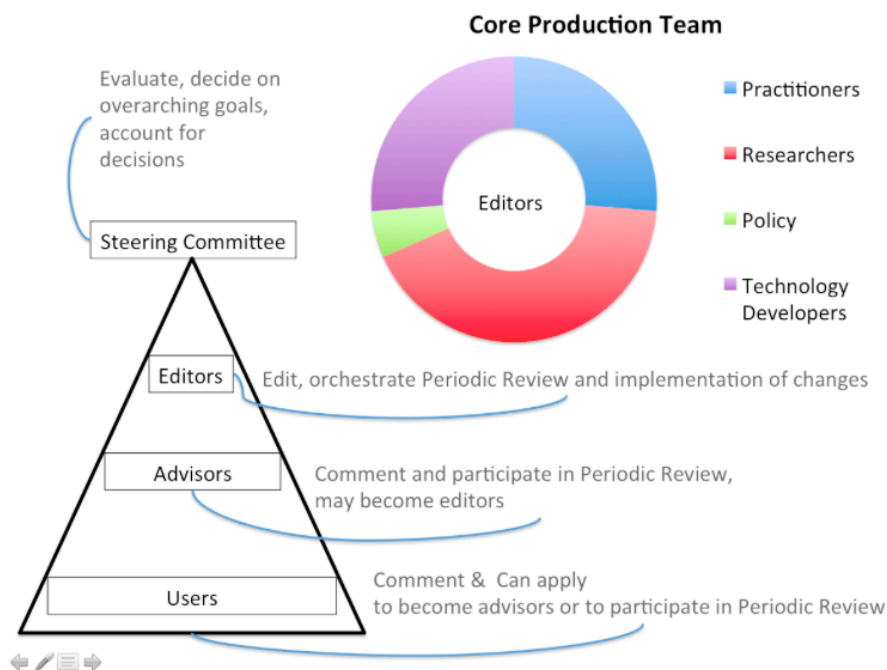 Core Production Team
Evaluate, decide on
overarching goals,
account for
decisions
Practitioners
Researchers
Editors
Policy
Technology
Developers
Steering Committee
Editors
Edit, orchestrate Periodic Review and implementation of changes
Advisors
Comment and participate in Periodic Review,
may become editors
Users
Comment & Can apply
to become advisors or to participate in Periodic Review